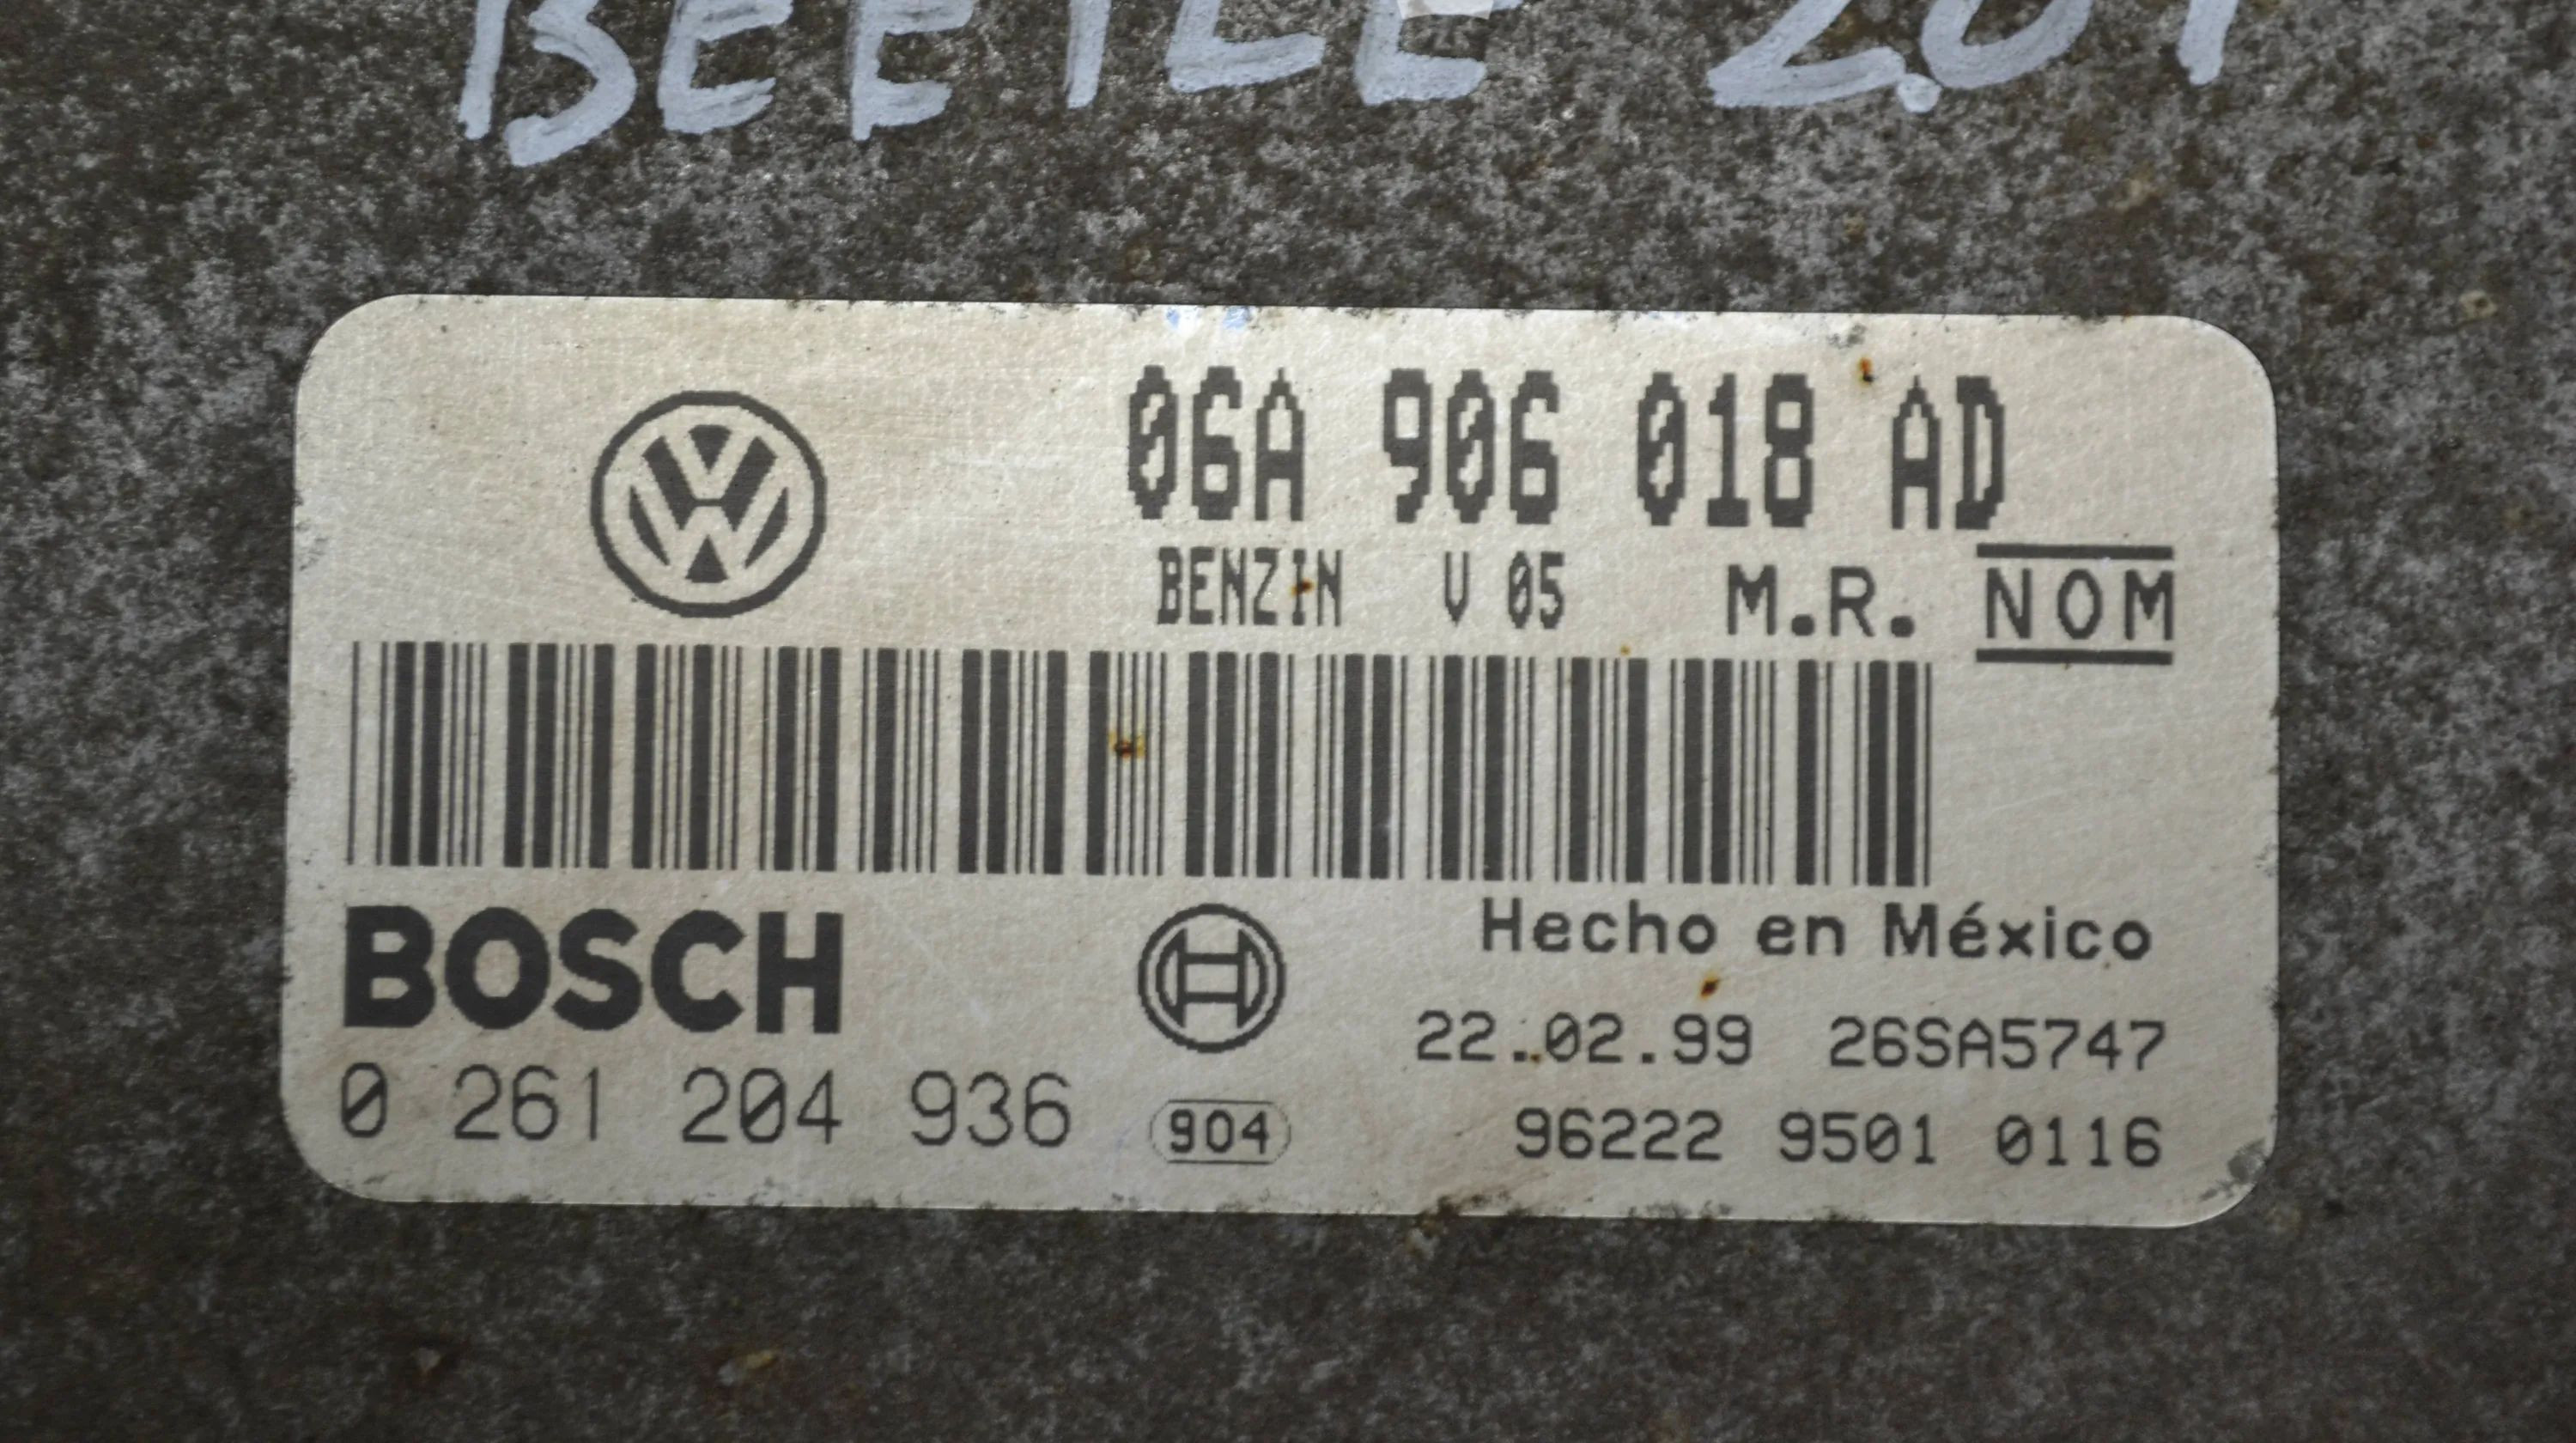 BEETLE 2.0i
06A 906 018 AD
BENZIN V 05 M.R. NOM
BOSCH
Hecho en México
22.02.99 26SA5747
0 261 204 936
904
96222 9501 0116